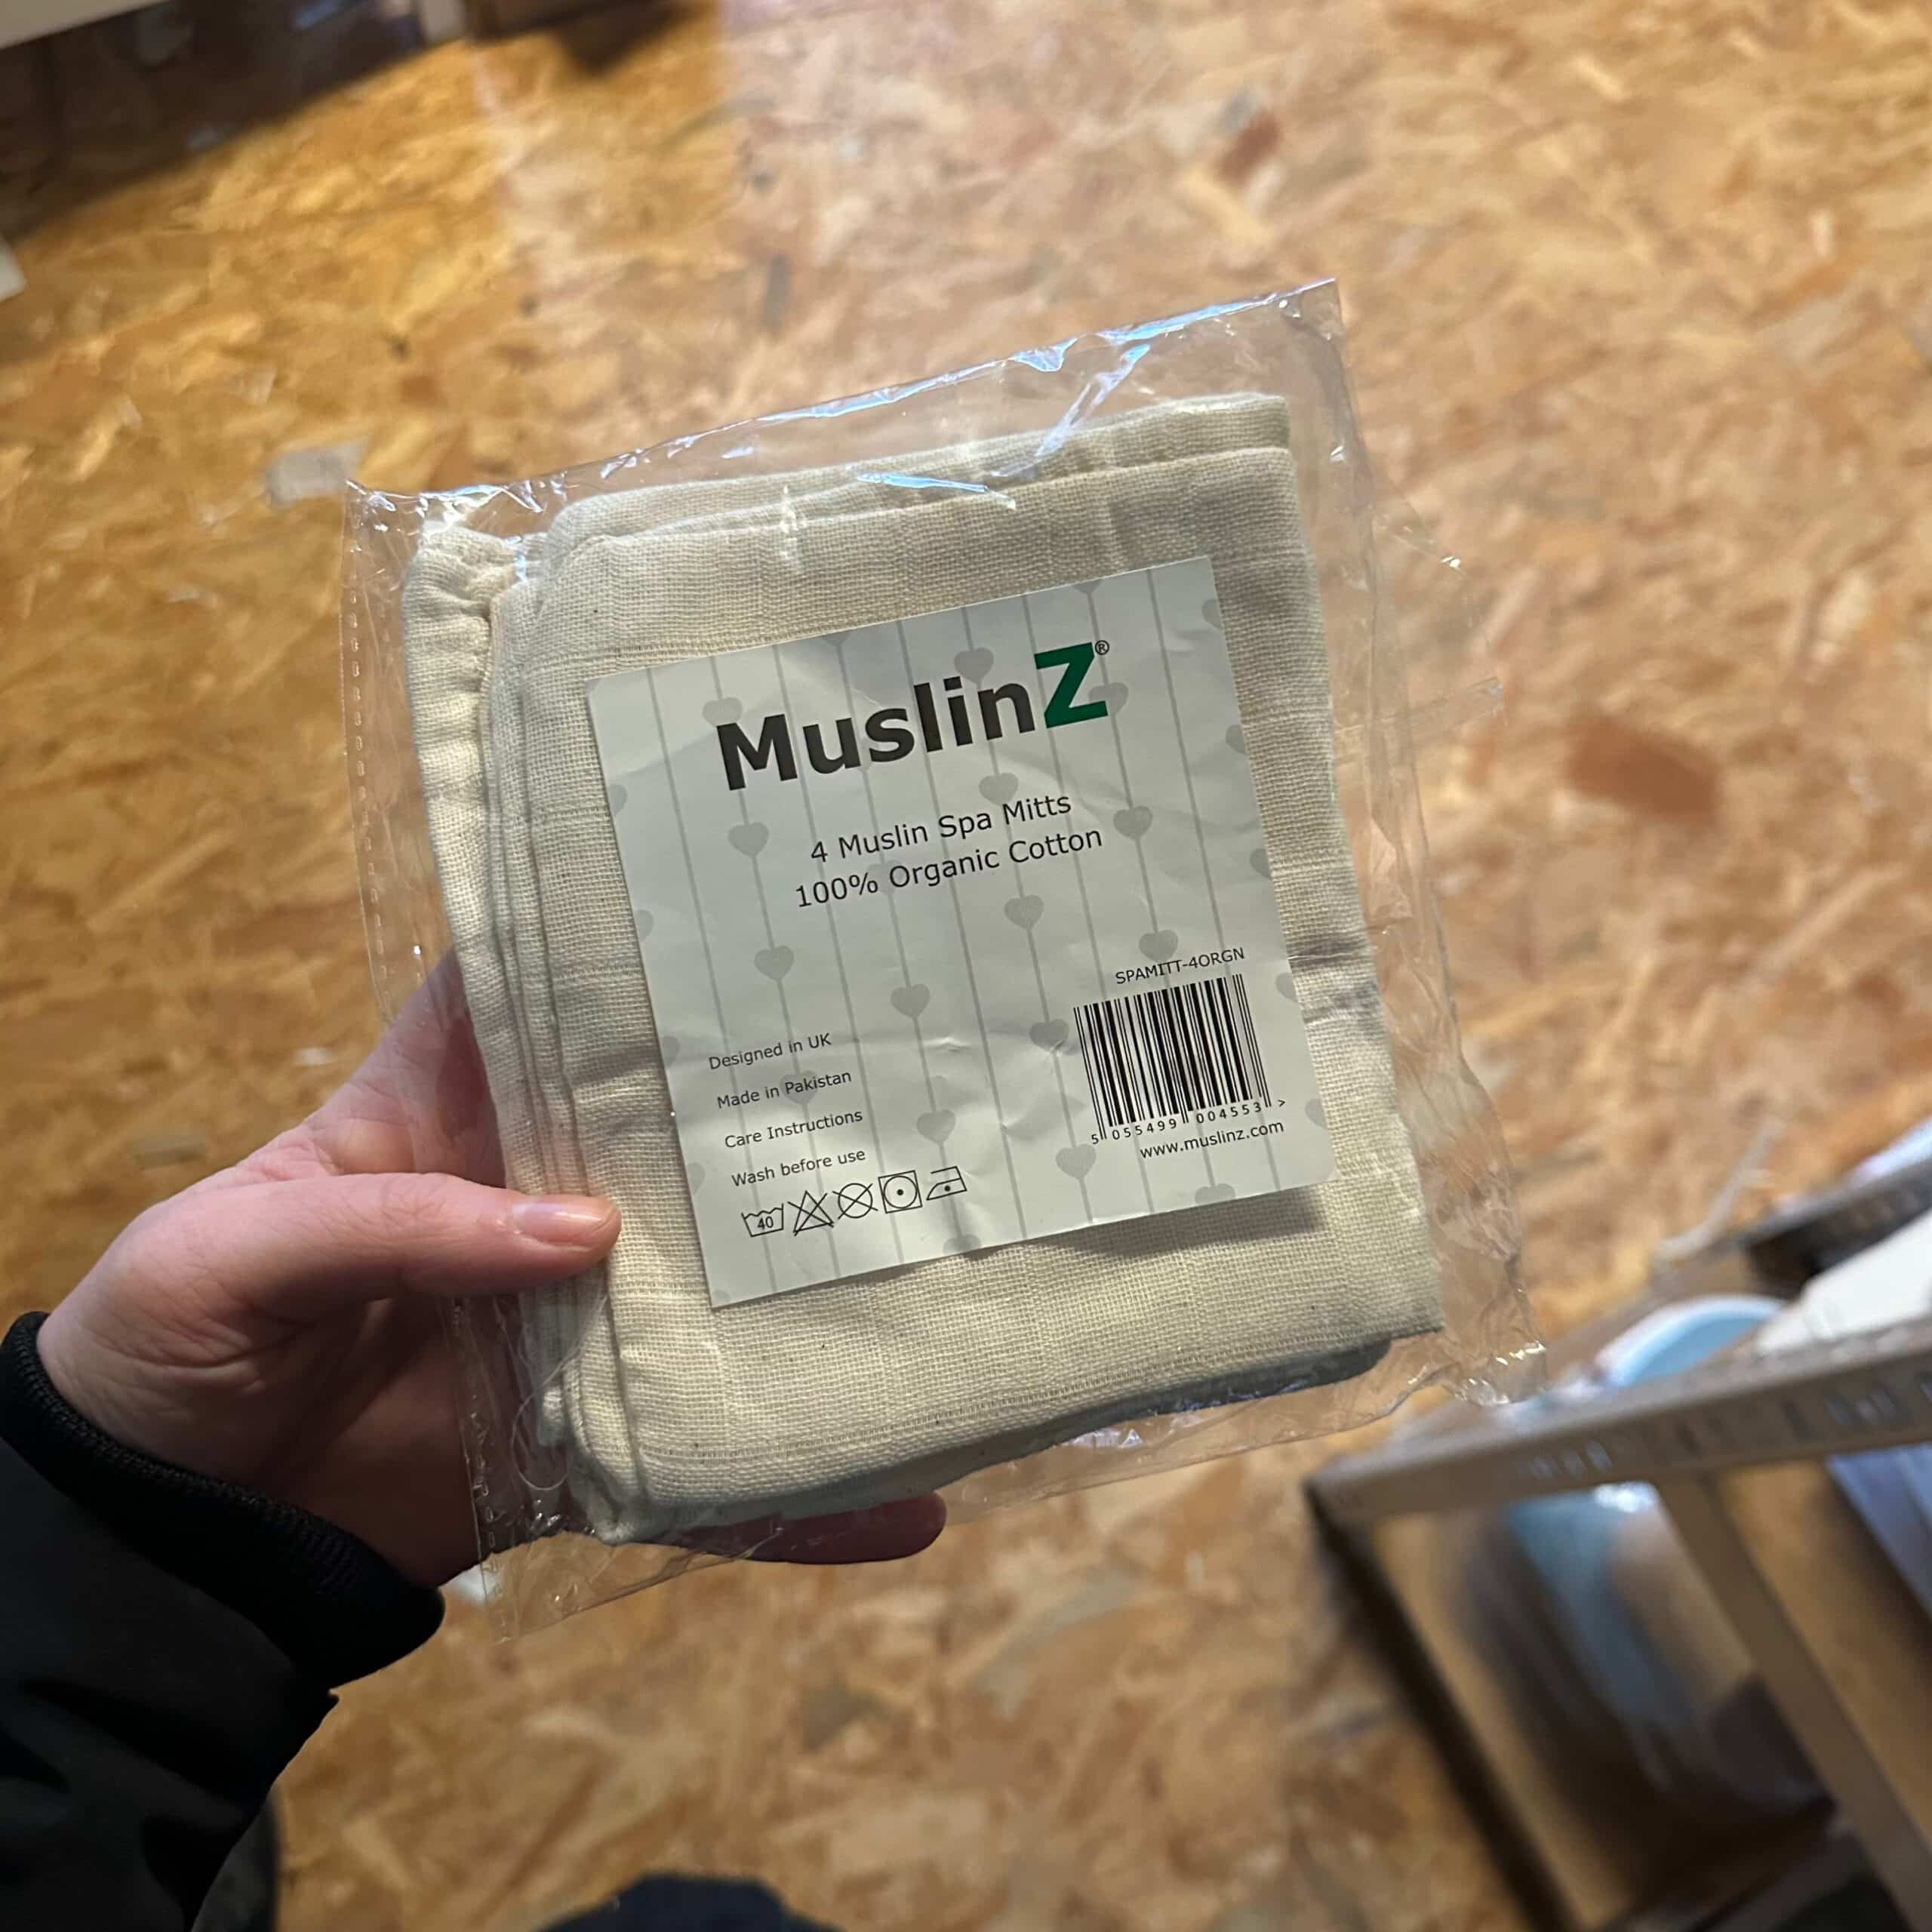 MuslinZ®
4 Muslin Spa Mitts
100% Organic Cotton
SPAMITT-4ORGN
5 055499 004553 >
www.muslinz.com
Designed in UK
Made in Pakistan
Care Instructions
Wash before use
40